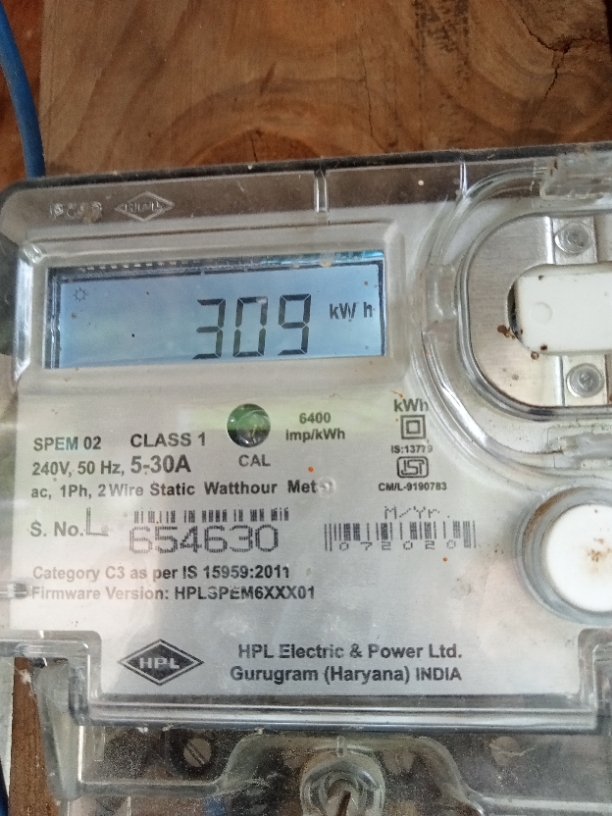 HPL
309 kW h
6400
imp/kWh
kWh
SPEM 02 CLASS 1
IS:13779
240V, 50 Hz, 5-30A
CAL
ac, 1Ph, 2 Wire Static Watthour
CM/L-9190783
M/Yr.
S. No. L 654630
072020
Category C3 as per IS 15959:2011
Firmware Version: HPLSPEM6XXX01
HPL
HPL Electric & Power Ltd.
Gurugram (Haryana) INDIA